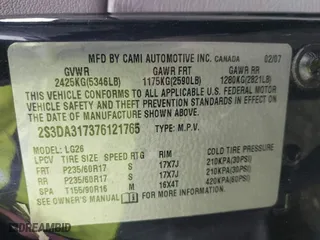 MFD BY CAMI AUTOMOTIVE INC. CANADA 02/07
GVWR GAWR FRT GAWR RR
2425KG(5346LB) 1175KG(2590LB) 1280KG(2821LB)
THIS VEHICLE CONFORMS TO ALL APPLICABLE U.S. FEDERAL MOTOR
VEHICLE SAFETY AND THEFT PREVENTION STANDARDS IN EFFECT ON
THE DATE OF MANUFACTURE SHOWN ABOVE.
2S3DA317376121765 TYPE: M.P.V.
MODEL: LG26
LPCV TIRE SIZE SPEED RTG RIM COLD TIRE PRESSURE
FRT P235/60R17 S 17X7J 210KPA(30PSI)
RR P235/60R17 S 17X7J 210KPA(30PSI)
SPA T155/90R16 M 16X4T 420KPA(60PSI)
SEE OWNER'S MANUAL FOR ADDITIONAL INFORMATION
DREAMBID